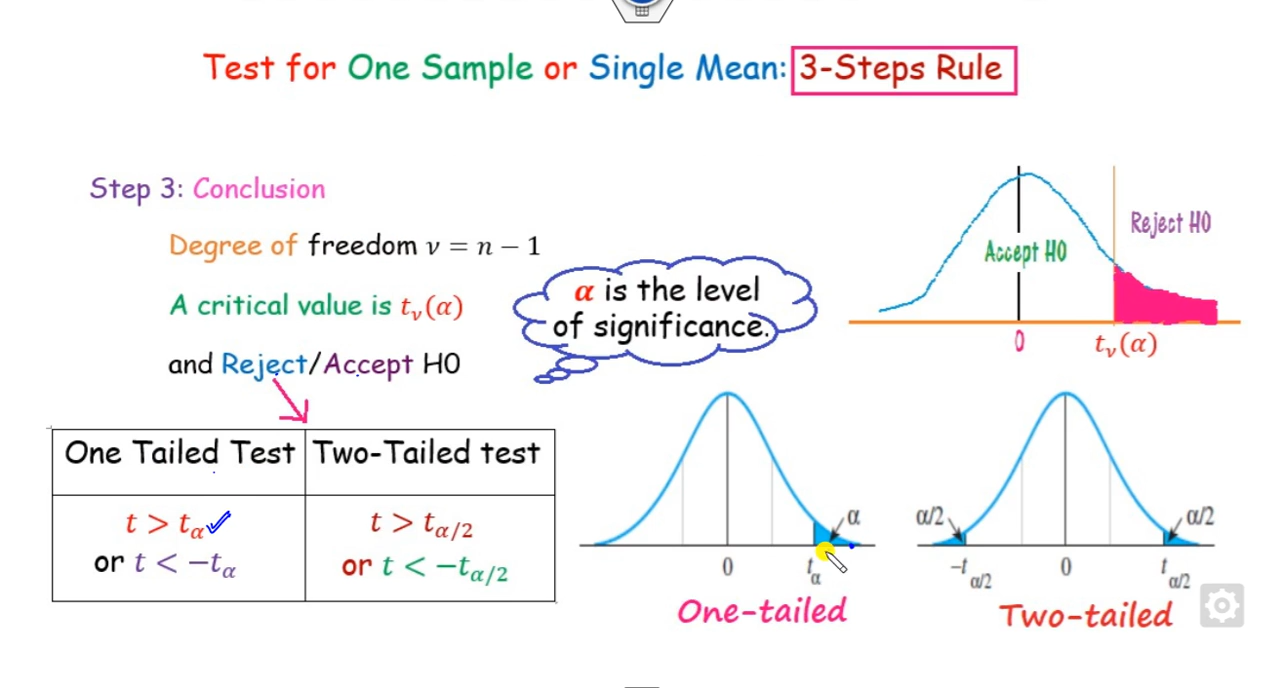 Test for One Sample or Single Mean: 3-Steps Rule
Step 3: Conclusion
Degree of freedom ν = n − 1
A critical value is tᵥ(α)
and Reject/Accept H0
α is the level
of significance.
Accept H0
Reject H0
0
tᵥ(α)
One Tailed Test
Two-Tailed test
t > tα
or t < −tα
t > tα/2
or t < −tα/2
α
0
tα
One-tailed
α/2
α/2
−tα/2
0
tα/2
Two-tailed